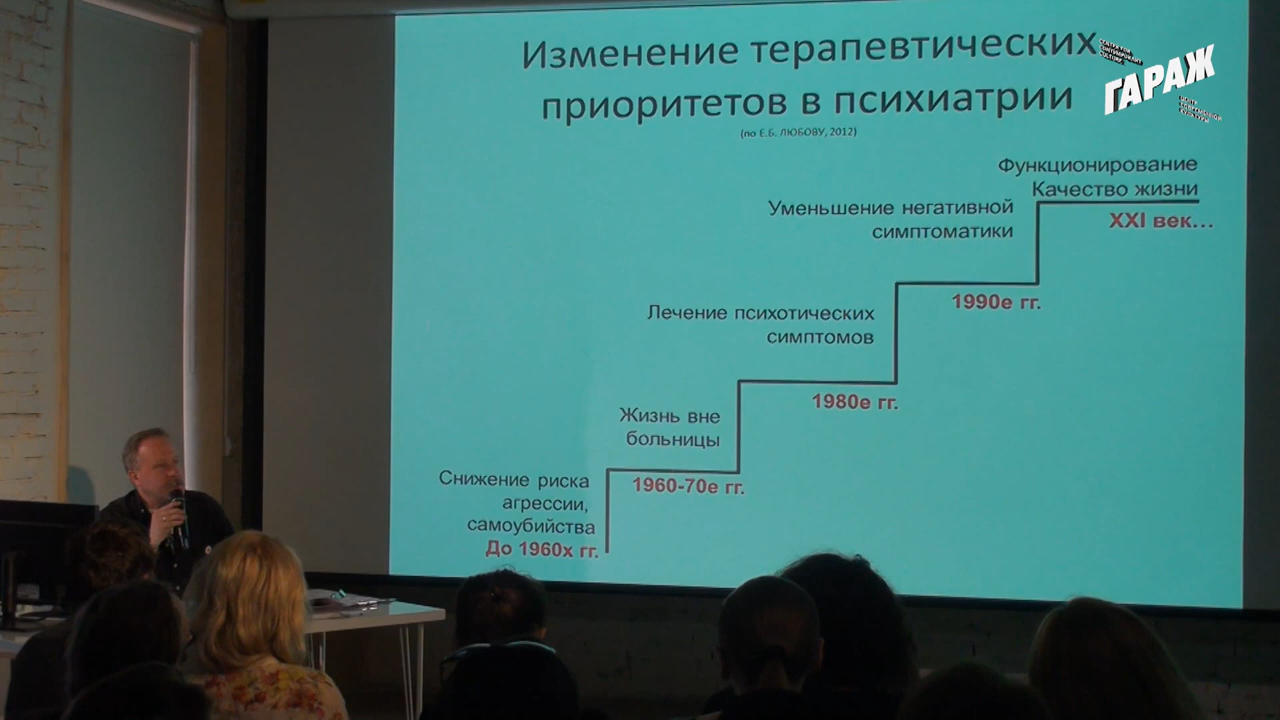 Изменение терапевтических
приоритетов в психиатрии
(по Е.Б. ЛЮБОВУ, 2012)
ГАРАЖ
Функционирование
Качество жизни
XXI век...
Уменьшение негативной
симптоматики
1990е гг.
Лечение психотических
симптомов
1980е гг.
Жизнь вне
больницы
1960-70е гг.
Снижение риска
агрессии,
самоубийства
До 1960х гг.